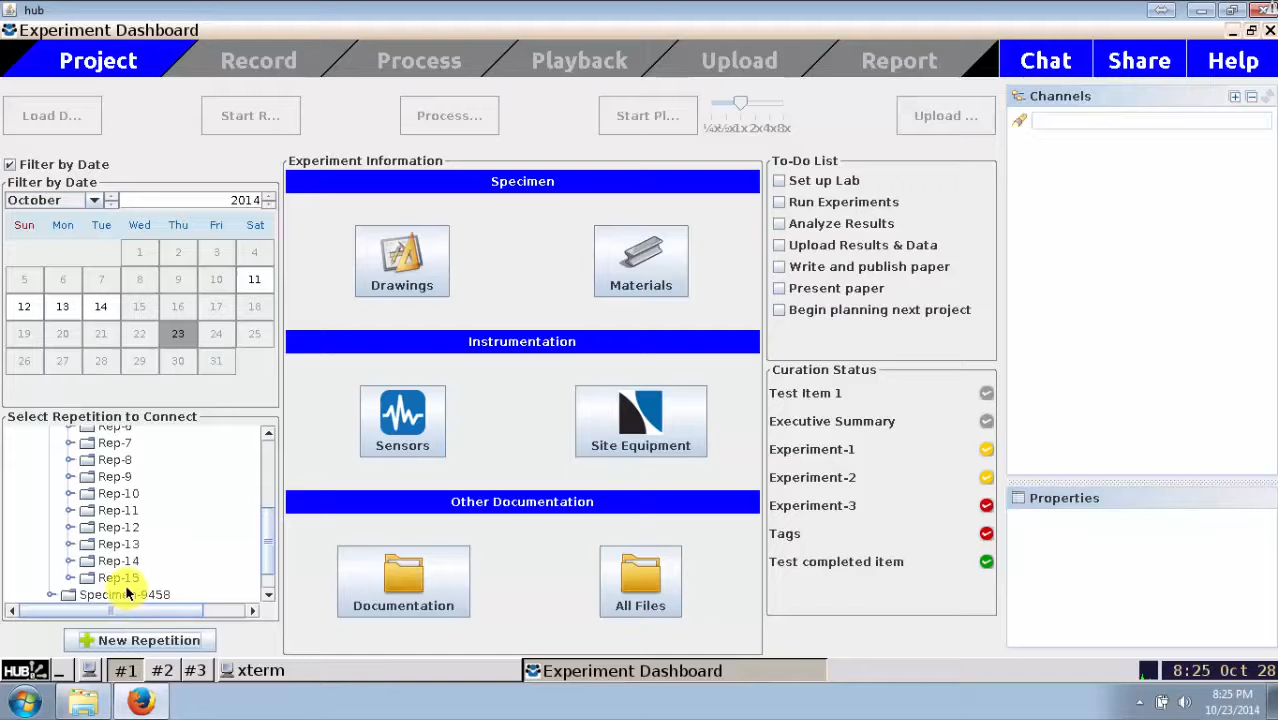 hub
Experiment Dashboard
Project Record Process Playback Upload Report Chat Share Help
Load D... Start R... Process... Start Pl... ¼x½x1x2x4x8x Upload ...
Channels
Filter by Date
Filter by Date
October 2014
Sun Mon Tue Wed Thu Fri Sat
1 2 3 4
5 6 7 8 9 10 11
12 13 14 15 16 17 18
19 20 21 22 23 24 25
26 27 28 29 30 31
Select Repetition to Connect
Rep-6
Rep-7
Rep-8
Rep-9
Rep-10
Rep-11
Rep-12
Rep-13
Rep-14
Rep-15
Specimen-9458
New Repetition
Experiment Information
Specimen
Drawings Materials
Instrumentation
Sensors Site Equipment
Other Documentation
Documentation All Files
To-Do List
Set up Lab
Run Experiments
Analyze Results
Upload Results & Data
Write and publish paper
Present paper
Begin planning next project
Curation Status
Test Item 1
Executive Summary
Experiment-1
Experiment-2
Experiment-3
Tags
Test completed item
Properties
HUB #1 #2 #3 xterm Experiment Dashboard 8:25 Oct 28
8:25 PM
10/23/2014